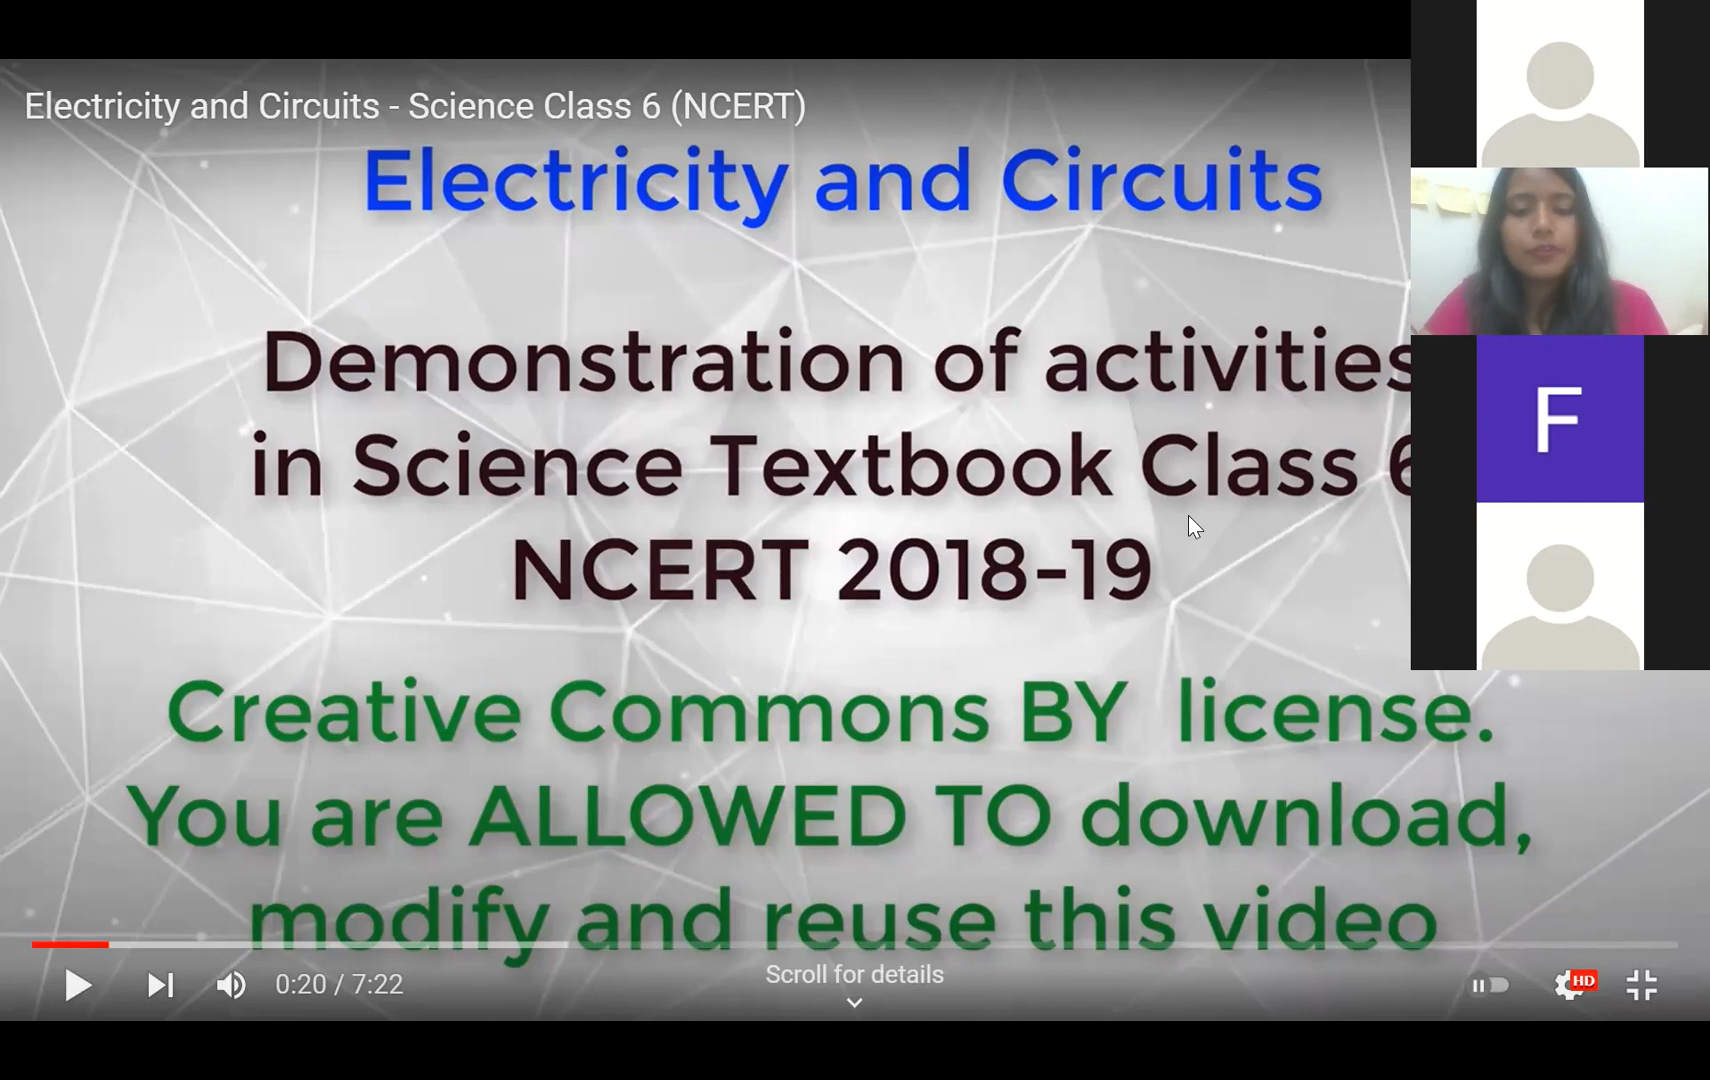 Electricity and Circuits - Science Class 6 (NCERT)
Electricity and Circuits
Demonstration of activities
in Science Textbook Class 6
NCERT 2018-19
Creative Commons BY license.
You are ALLOWED TO download,
modify and reuse this video
F
0:20 / 7:22
Scroll for details
HD